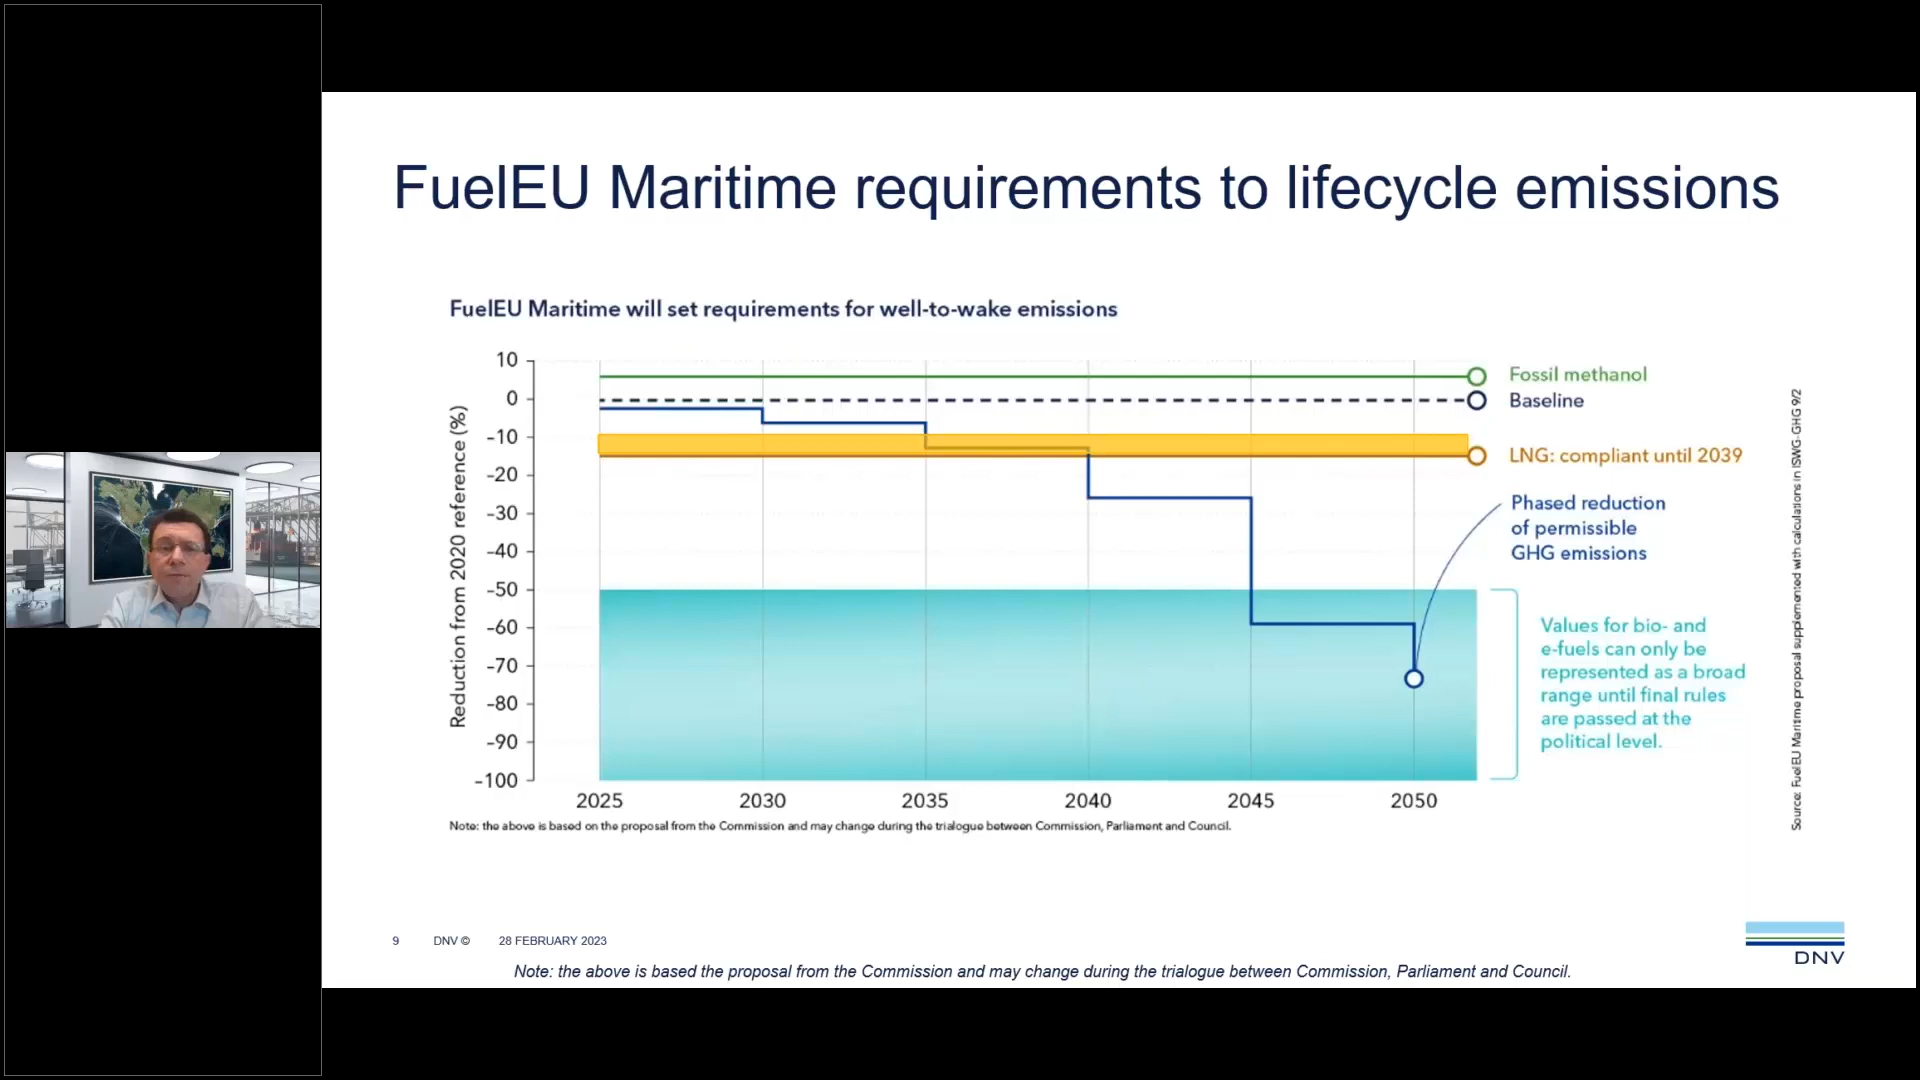 FuelEU Maritime requirements to lifecycle emissions
FuelEU Maritime will set requirements for well-to-wake emissions
Reduction from 2020 reference (%)
10
0
-10
-20
-30
-40
-50
-60
-70
-80
-90
-100
2025 2030 2035 2040 2045 2050
Fossil methanol
Baseline
LNG: compliant until 2039
Phased reduction
of permissible
GHG emissions
Values for bio- and
e-fuels can only be
represented as a broad
range until final rules
are passed at the
political level.
Source: FuelEU Maritime proposal supplemented with calculations in ISWG-GHG 9/2
Note: the above is based on the proposal from the Commission and may change during the trialogue between Commission, Parliament and Council.
9 DNV © 28 FEBRUARY 2023
DNV
Note: the above is based the proposal from the Commission and may change during the trialogue between Commission, Parliament and Council.